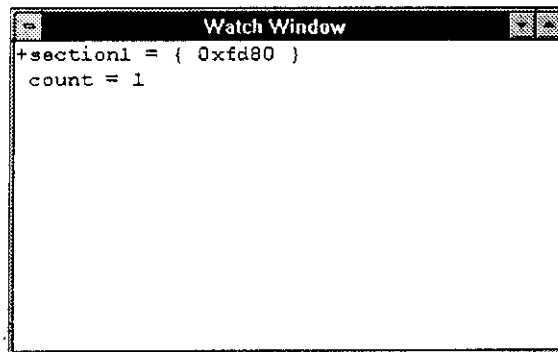 Watch Window
+section1 = { 0xfd80 }
count = 1